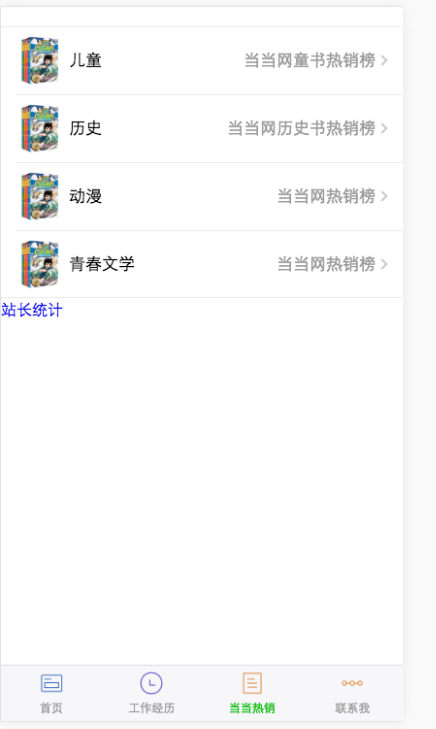 儿童 当当网童书热销榜
历史 当当网历史书热销榜
动漫 当当网热销榜
青春文学 当当网热销榜
站长统计
首页 工作经历 当当热销 联系我